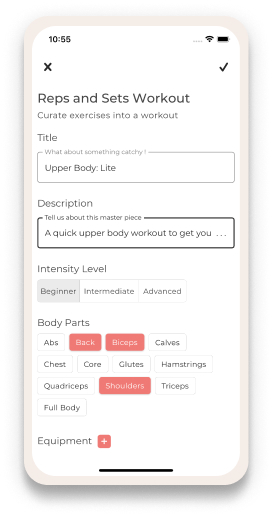 10:55
Reps and Sets Workout
Curate exercises into a workout
Title
What about something catchy !
Upper Body: Lite
Description
Tell us about this master piece
A quick upper body workout to get you ...
Intensity Level
Beginner Intermediate Advanced
Body Parts
Abs Back Biceps Calves
Chest Core Glutes Hamstrings
Quadriceps Shoulders Triceps
Full Body
Equipment +